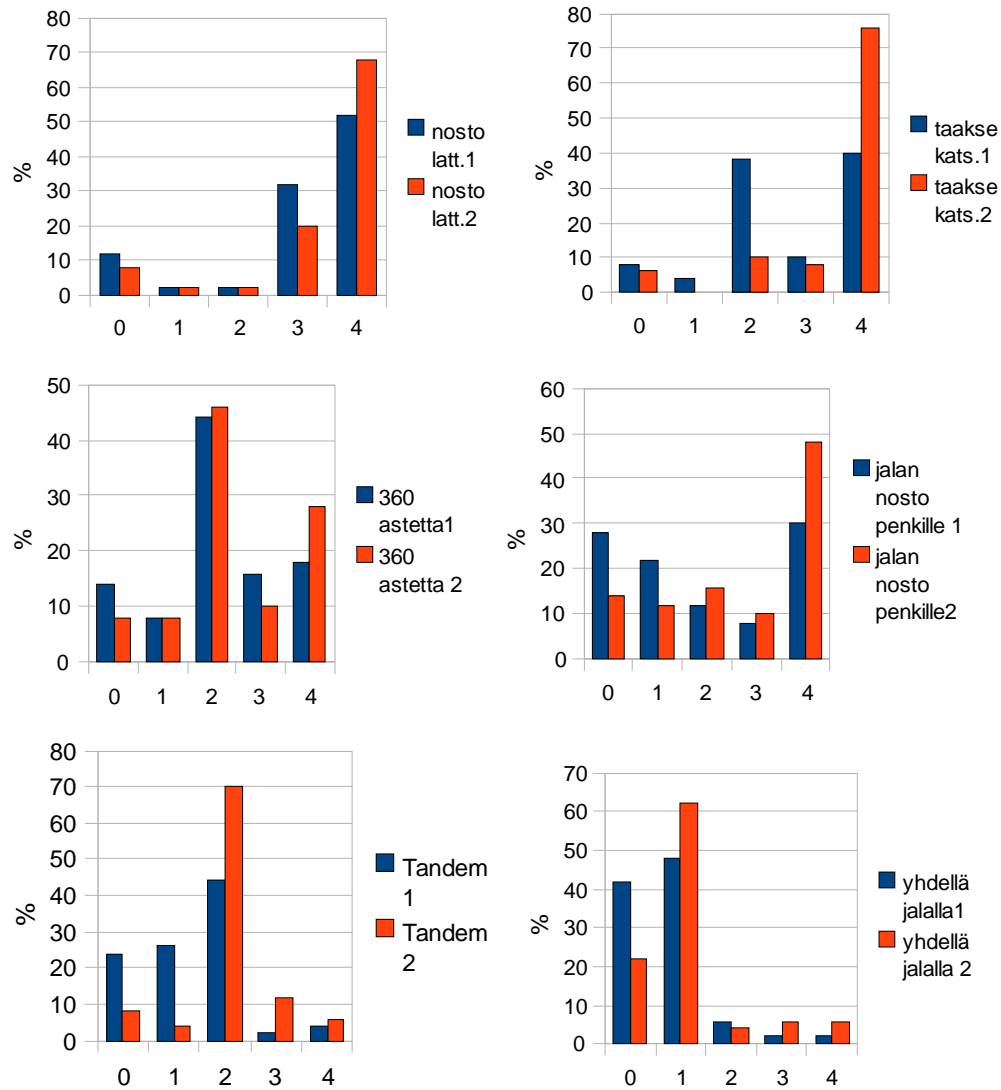 80
70
60
50
40
30
20
10
0
%
0 1 2 3 4
nosto
latt.1
nosto
latt.2
80
70
60
50
40
30
20
10
0
%
0 1 2 3 4
taakse
kats.1
taakse
kats.2
50
40
30
20
10
0
%
0 1 2 3 4
360
astetta1
360
astetta 2
60
50
40
30
20
10
0
%
0 1 2 3 4
jalan
nosto
penkille 1
jalan
nosto
penkille2
80
70
60
50
40
30
20
10
0
%
0 1 2 3 4
Tandem
1
Tandem
2
70
60
50
40
30
20
10
0
%
0 1 2 3 4
yhdellä
jalalla1
yhdellä
jalalla 2